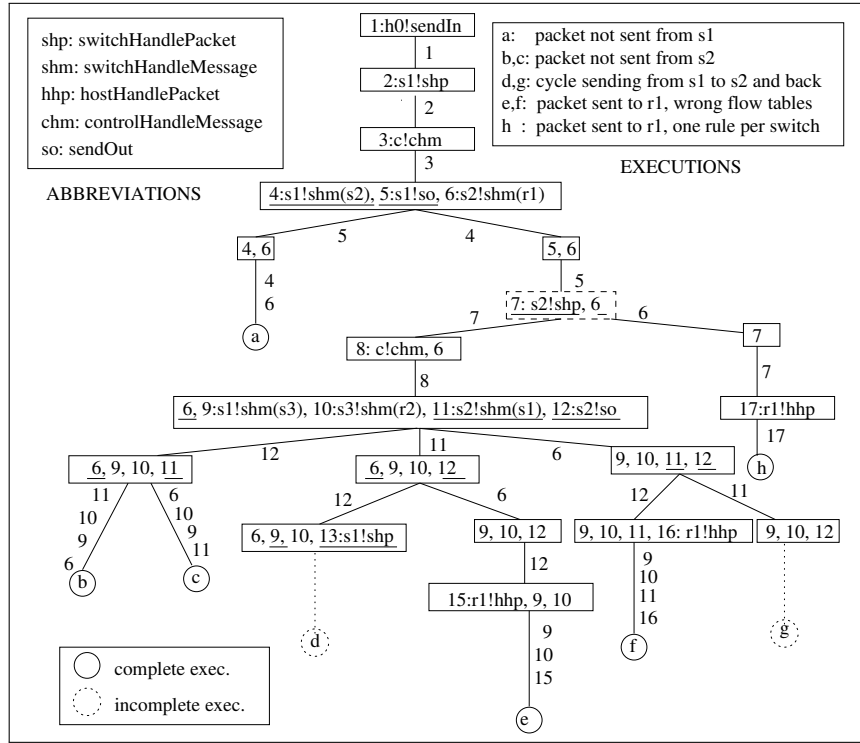 1:h0!sendIn
shp: switchHandlePacket
shm: switchHandleMessage
hhp: hostHandlePacket
chm: controlHandleMessage
so: sendOut
ABBREVIATIONS
a: packet not sent from s1
b,c: packet not sent from s2
d,g: cycle sending from s1 to s2 and back
e,f: packet sent to r1, wrong flow tables
h : packet sent to r1, one rule per switch
EXECUTIONS
1
2:s1!shp
2
3:c!chm
3
4:s1!shm(s2), 5:s1!so, 6:s2!shm(r1)
5
4
4, 6
5, 6
4
6
5
a
7: s2!shp, 6
7
6
8: c!chm, 6
7
8
7
6, 9:s1!shm(s3), 10:s3!shm(r2), 11:s2!shm(s1), 12:s2!so
17:r1!hhp
17
h
12
11
6
6, 9, 10, 11
6, 9, 10, 12
9, 10, 11, 12
11
10
9
6
6
10
9
11
b
c
12
6
12
11
6, 9, 10, 13:s1!shp
9, 10, 12
9, 10, 11, 16: r1!hhp
9, 10, 12
d
12
15:r1!hhp, 9, 10
9
10
15
e
9
10
11
16
f
g
complete exec.
incomplete exec.